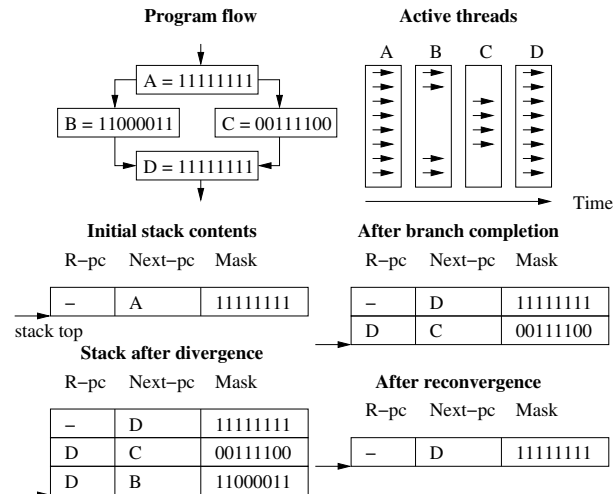 Program flow
A = 11111111
B = 11000011
C = 00111100
D = 11111111
Active threads
A B C D
Time
Initial stack contents
R−pc Next−pc Mask
− A 11111111
stack top
Stack after divergence
R−pc Next−pc Mask
− D 11111111
D C 00111100
D B 11000011
After branch completion
R−pc Next−pc Mask
− D 11111111
D C 00111100
After reconvergence
R−pc Next−pc Mask
− D 11111111